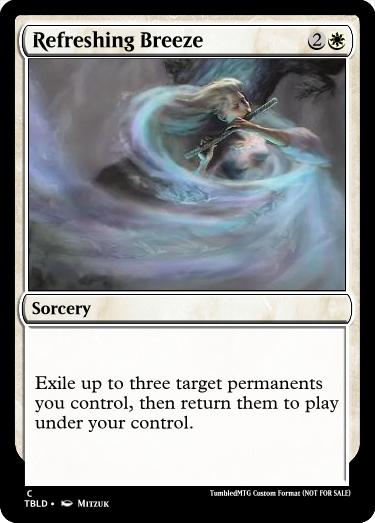 Refreshing Breeze 2
Sorcery
Exile up to three target permanents
you control, then return them to play
under your control.
C TumbledMTG Custom Format (NOT FOR SALE)
TBLD • Mitzuk